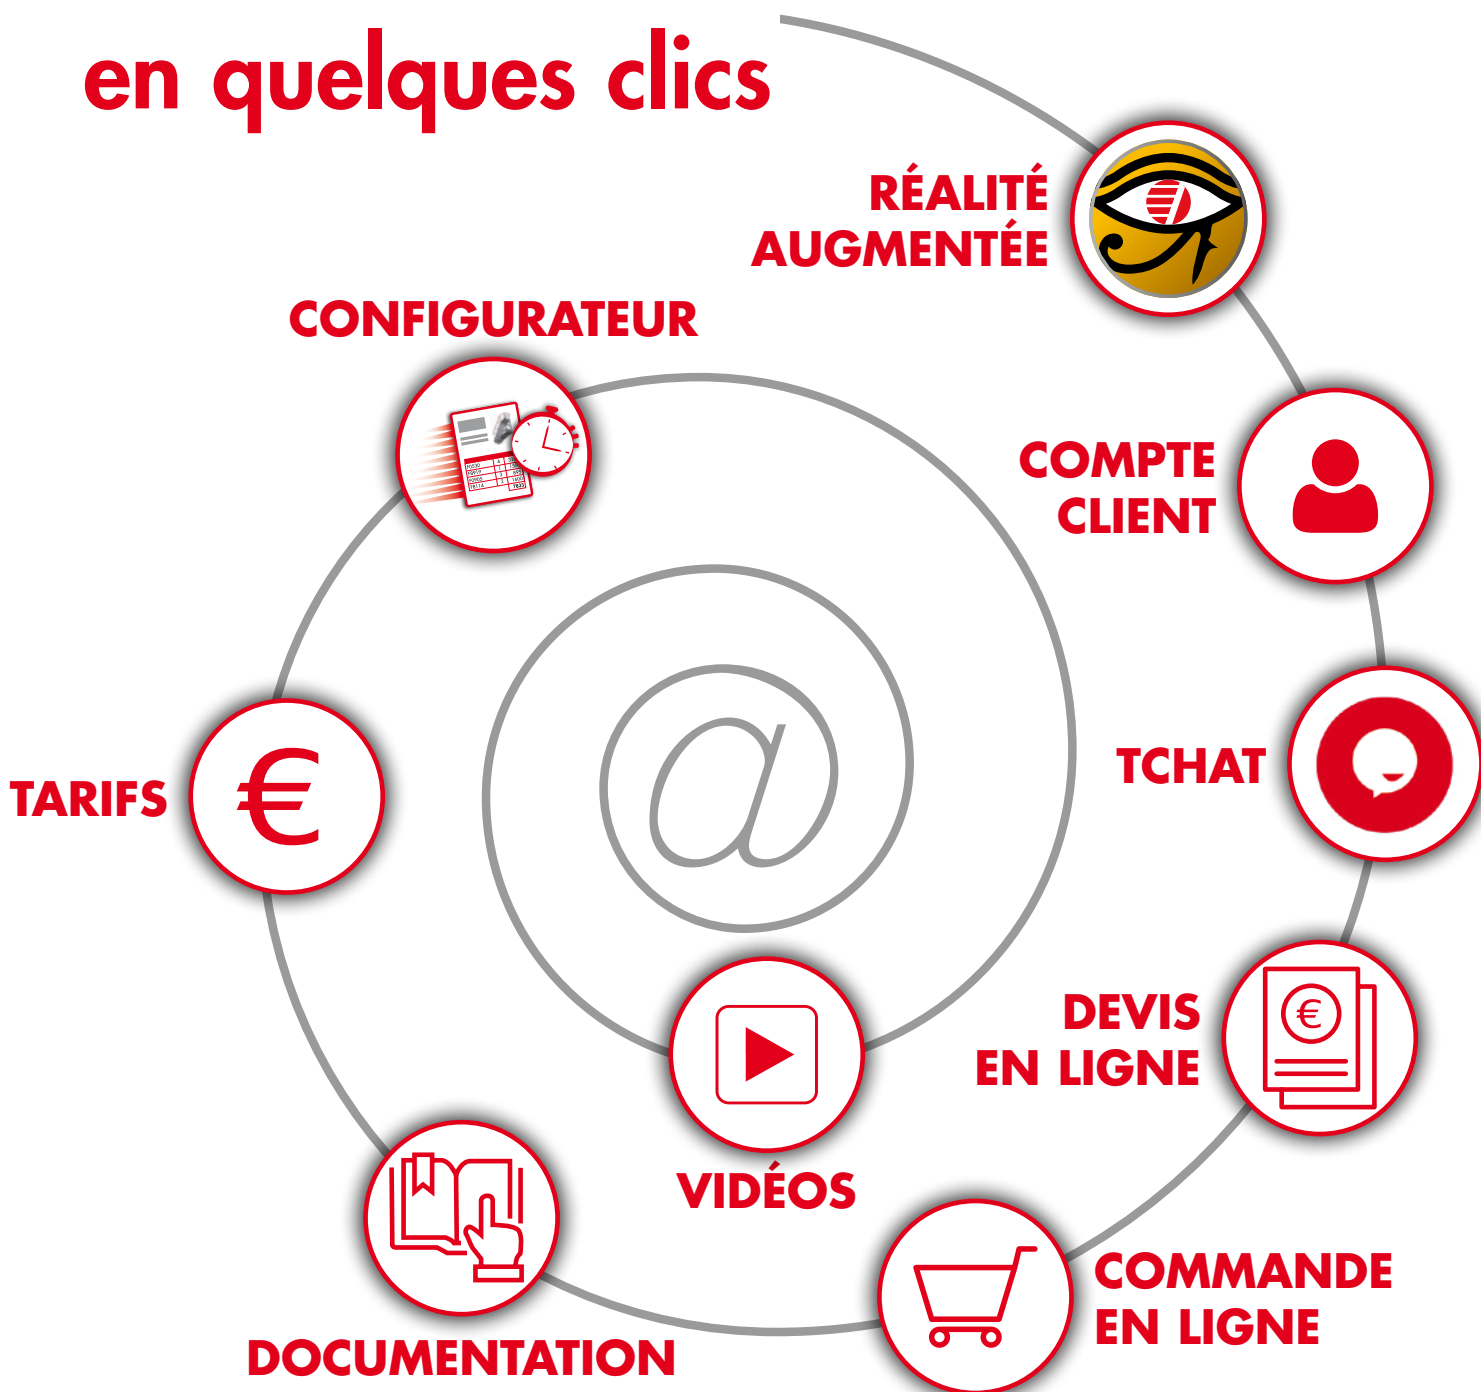 en quelques clics
RÉALITÉ
AUGMENTÉE
CONFIGURATEUR
COMPTE
CLIENT
TCHAT
TARIFS
€
@
DEVIS
EN LIGNE
€
VIDÉOS
COMMANDE
EN LIGNE
DOCUMENTATION